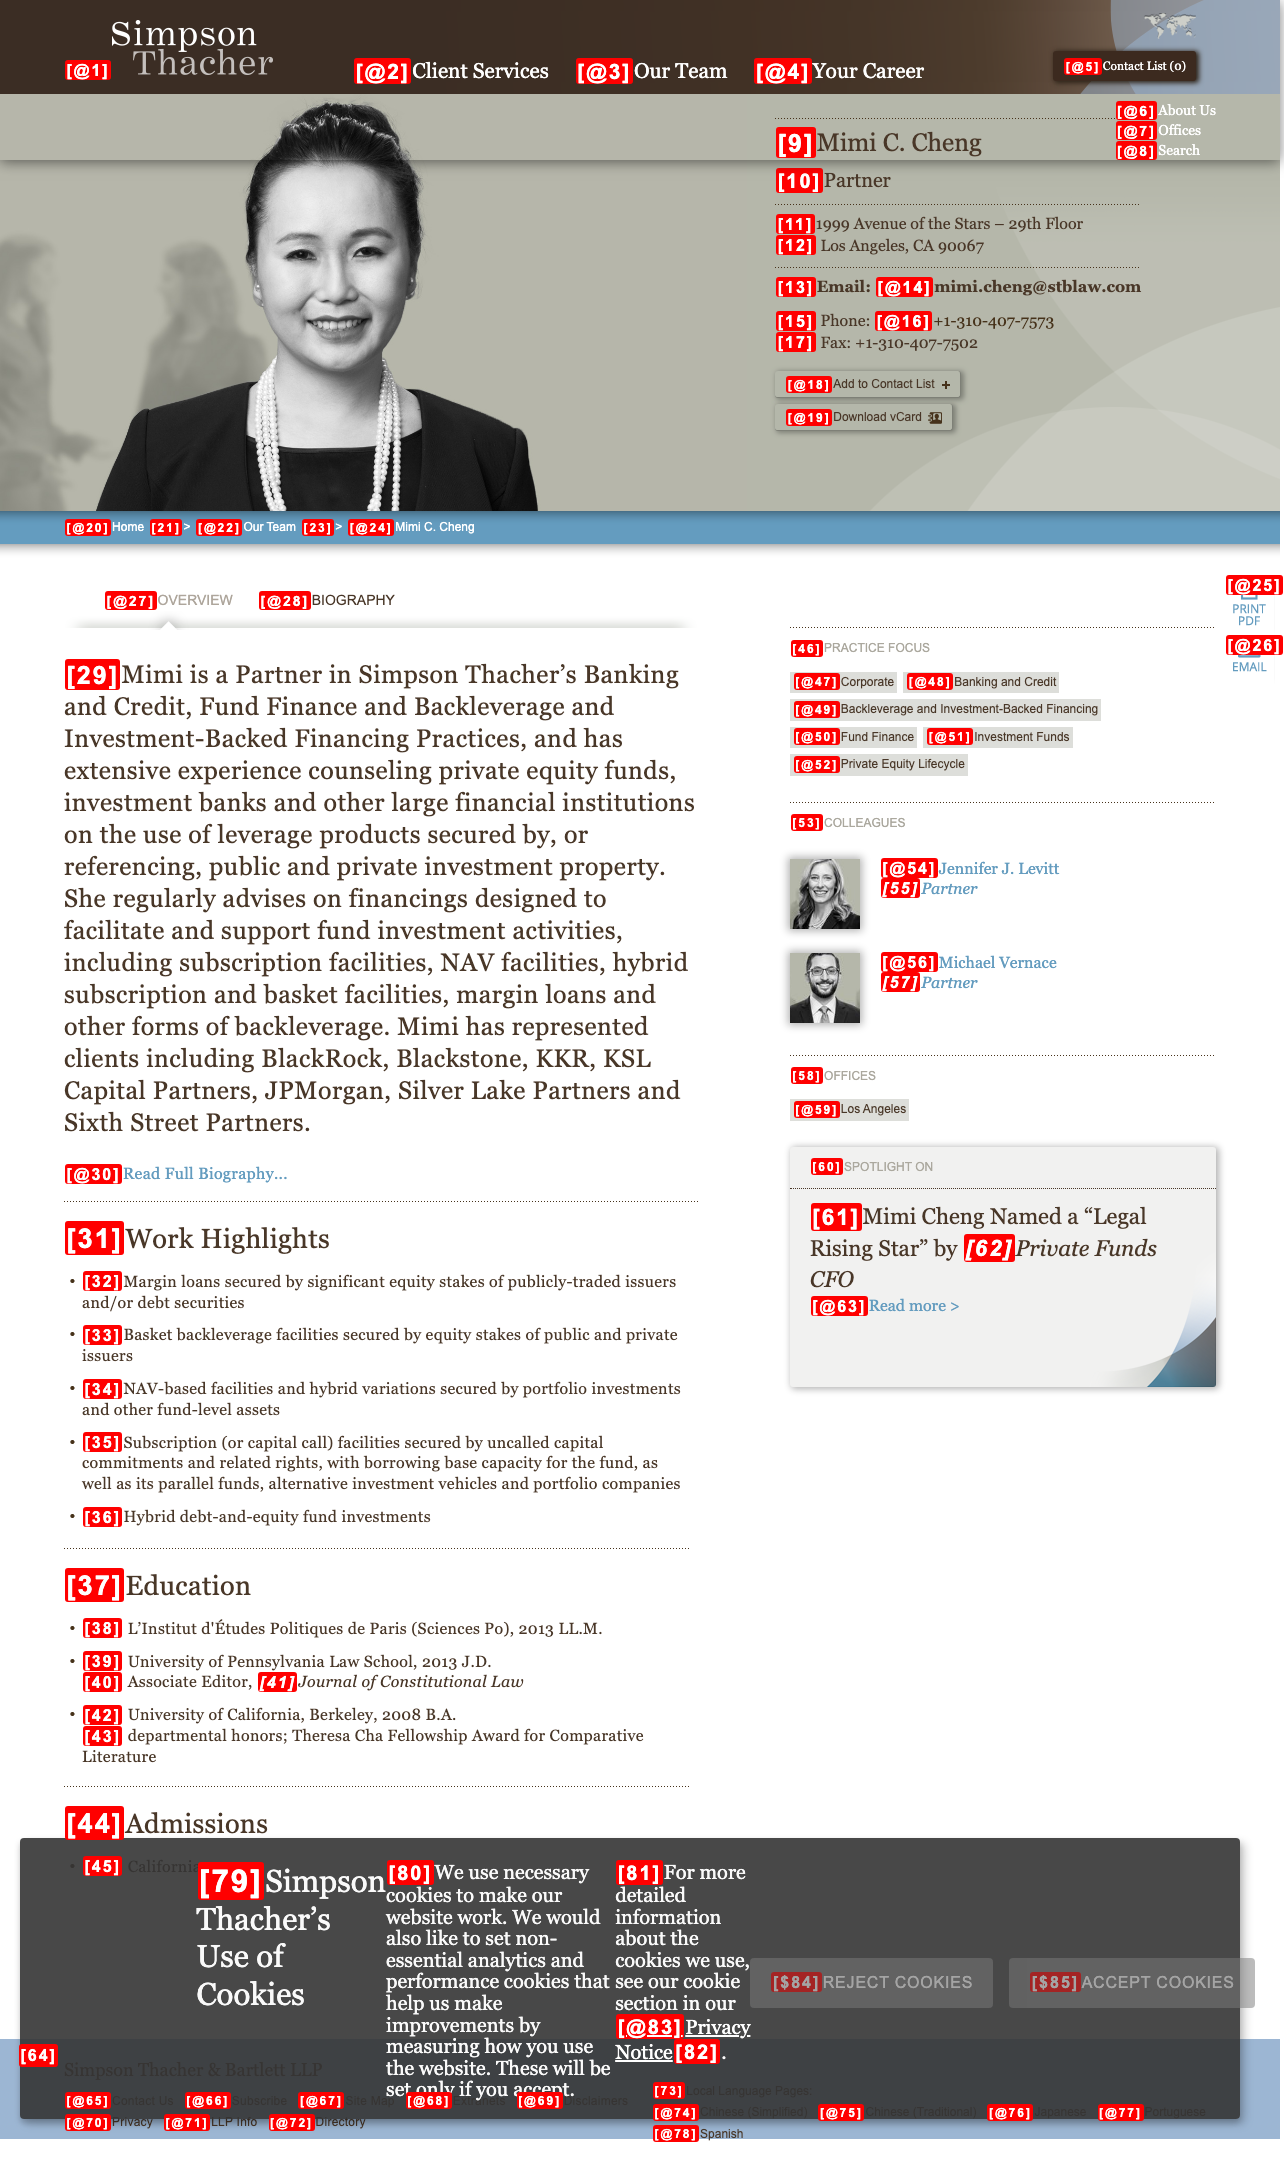 Simpson
[@1] Thacher
[@2]Client Services [@3]Our Team [@4]Your Career
[@5]Contact List (0)
[@6]About Us
[@7]Offices
[@8]Search
[9]Mimi C. Cheng
[10]Partner
[11]1999 Avenue of the Stars – 29th Floor
[12] Los Angeles, CA 90067
[13]Email: [@14]mimi.cheng@stblaw.com
[15] Phone: [@16]+1-310-407-7573
[17] Fax: +1-310-407-7502
[@18]Add to Contact List +
[@19]Download vCard
[@20]Home [21]> [@22]Our Team [23]> [@24]Mimi C. Cheng
[@25]
PRINT
PDF
[@26]
EMAIL
[@27]OVERVIEW [@28]BIOGRAPHY
[29]Mimi is a Partner in Simpson Thacher’s Banking
and Credit, Fund Finance and Backleverage and
Investment-Backed Financing Practices, and has
extensive experience counseling private equity funds,
investment banks and other large financial institutions
on the use of leverage products secured by, or
referencing, public and private investment property.
She regularly advises on financings designed to
facilitate and support fund investment activities,
including subscription facilities, NAV facilities, hybrid
subscription and basket facilities, margin loans and
other forms of backleverage. Mimi has represented
clients including BlackRock, Blackstone, KKR, KSL
Capital Partners, JPMorgan, Silver Lake Partners and
Sixth Street Partners.
[@30]Read Full Biography...
[31]Work Highlights
• [32]Margin loans secured by significant equity stakes of publicly-traded issuers
and/or debt securities
• [33]Basket backleverage facilities secured by equity stakes of public and private
issuers
• [34]NAV-based facilities and hybrid variations secured by portfolio investments
and other fund-level assets
• [35]Subscription (or capital call) facilities secured by uncalled capital
commitments and related rights, with borrowing base capacity for the fund, as
well as its parallel funds, alternative investment vehicles and portfolio companies
• [36]Hybrid debt-and-equity fund investments
[37]Education
• [38] L’Institut d'Études Politiques de Paris (Sciences Po), 2013 LL.M.
• [39] University of Pennsylvania Law School, 2013 J.D.
[40] Associate Editor, [41]Journal of Constitutional Law
• [42] University of California, Berkeley, 2008 B.A.
[43] departmental honors; Theresa Cha Fellowship Award for Comparative
Literature
[44]Admissions
• [45] California
[46]PRACTICE FOCUS
[@47]Corporate [@48]Banking and Credit
[@49]Backleverage and Investment-Backed Financing
[@50]Fund Finance [@51]Investment Funds
[@52]Private Equity Lifecycle
[53]COLLEAGUES
[@54]Jennifer J. Levitt
[55]Partner
[@56]Michael Vernace
[57]Partner
[58]OFFICES
[@59]Los Angeles
[60]SPOTLIGHT ON
[61]Mimi Cheng Named a “Legal
Rising Star” by [62]Private Funds
CFO
[@63]Read more >
[79]Simpson
Thacher’s
Use of
Cookies
[80]We use necessary
cookies to make our
website work. We would
also like to set non-
essential analytics and
performance cookies that
help us make
improvements by
measuring how you use
the website. These will be
set only if you accept.
[81]For more
detailed
information
about the
cookies we use,
see our cookie
section in our
[@83]Privacy
Notice[82].
[$84]REJECT COOKIES [$85]ACCEPT COOKIES
[64]
Simpson Thacher & Bartlett LLP
[@65]Contact Us [@66]Subscribe [@67]Site Map [@68]Extranets [@69]Disclaimers
[@70]Privacy [@71]LLP Info [@72]Directory
[73]Local Language Pages:
[@74]Chinese (Simplified) [@75]Chinese (Traditional) [@76]Japanese [@77]Portuguese
[@78]Spanish